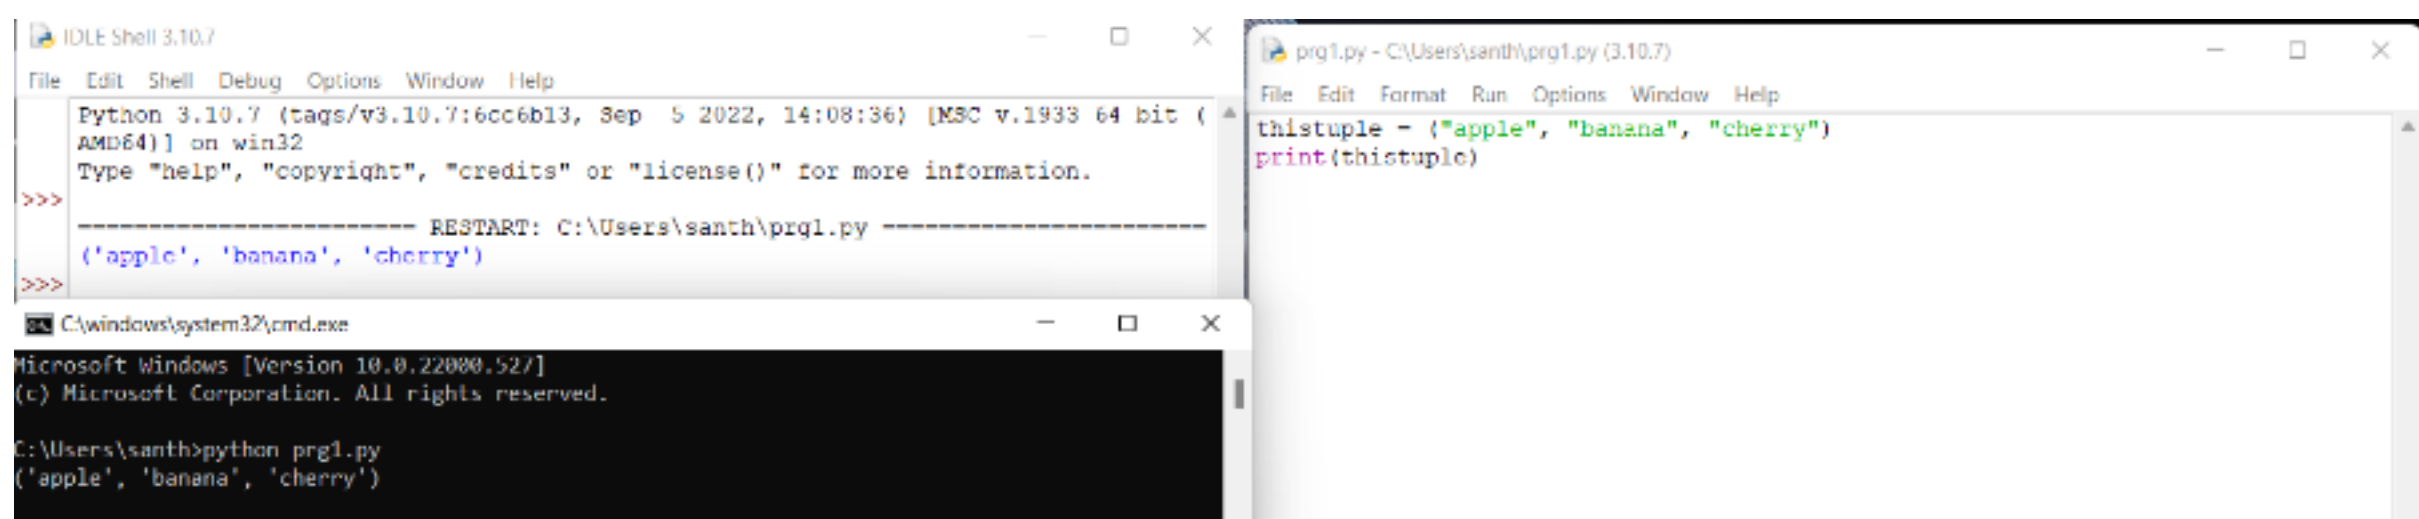 IDLE Shell 3.10.7
File Edit Shell Debug Options Window Help
Python 3.10.7 (tags/v3.10.7:6cc6b13, Sep  5 2022, 14:08:36) [MSC v.1933 64 bit (
AMD64)] on win32
Type "help", "copyright", "credits" or "license()" for more information.
>>>
======================== RESTART: C:\Users\santh\prg1.py =======================
('apple', 'banana', 'cherry')
>>>
C:\windows\system32\cmd.exe
Microsoft Windows [Version 10.0.22000.527]
(c) Microsoft Corporation. All rights reserved.
C:\Users\santh>python prg1.py
('apple', 'banana', 'cherry')
prg1.py - C:\Users\santh\prg1.py (3.10.7)
File Edit Format Run Options Window Help
thistuple = ("apple", "banana", "cherry")
print(thistuple)